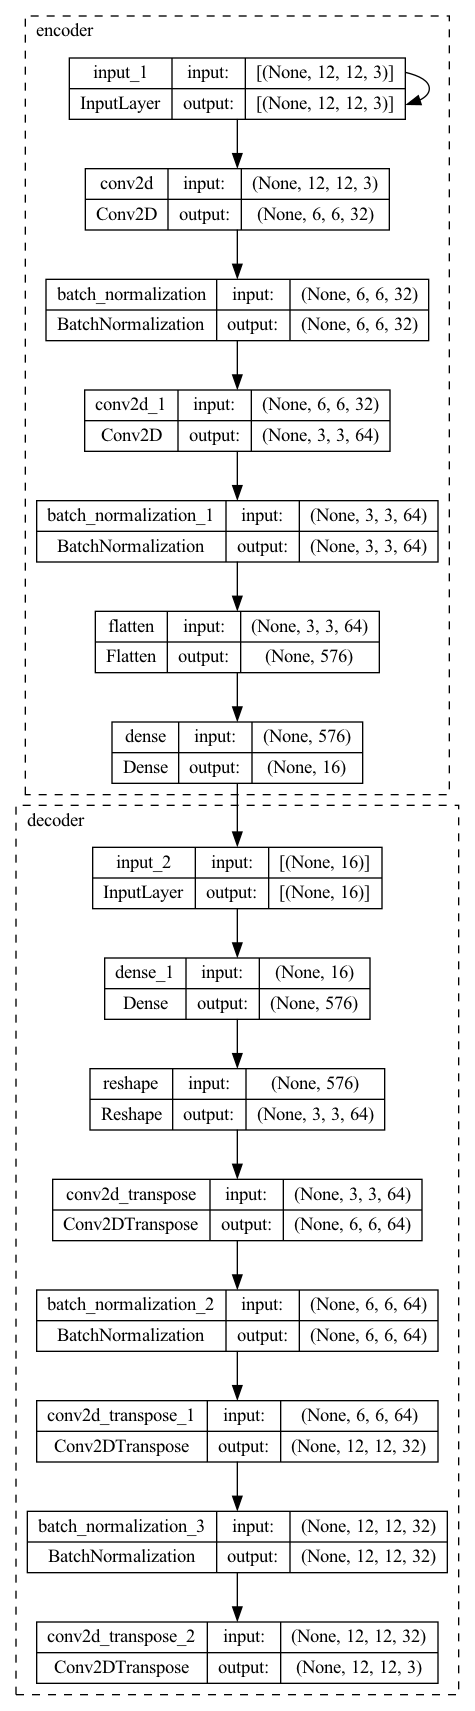 encoder
input_1 input: [(None, 12, 12, 3)]
InputLayer output: [(None, 12, 12, 3)]
conv2d input: (None, 12, 12, 3)
Conv2D output: (None, 6, 6, 32)
batch_normalization input: (None, 6, 6, 32)
BatchNormalization output: (None, 6, 6, 32)
conv2d_1 input: (None, 6, 6, 32)
Conv2D output: (None, 3, 3, 64)
batch_normalization_1 input: (None, 3, 3, 64)
BatchNormalization output: (None, 3, 3, 64)
flatten input: (None, 3, 3, 64)
Flatten output: (None, 576)
dense input: (None, 576)
Dense output: (None, 16)
decoder
input_2 input: [(None, 16)]
InputLayer output: [(None, 16)]
dense_1 input: (None, 16)
Dense output: (None, 576)
reshape input: (None, 576)
Reshape output: (None, 3, 3, 64)
conv2d_transpose input: (None, 3, 3, 64)
Conv2DTranspose output: (None, 6, 6, 64)
batch_normalization_2 input: (None, 6, 6, 64)
BatchNormalization output: (None, 6, 6, 64)
conv2d_transpose_1 input: (None, 6, 6, 64)
Conv2DTranspose output: (None, 12, 12, 32)
batch_normalization_3 input: (None, 12, 12, 32)
BatchNormalization output: (None, 12, 12, 32)
conv2d_transpose_2 input: (None, 12, 12, 32)
Conv2DTranspose output: (None, 12, 12, 3)